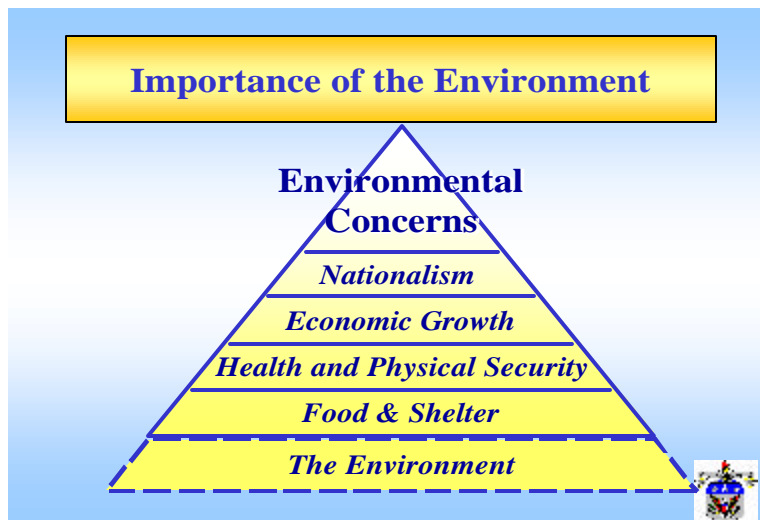 Importance of the Environment
Environmental
Concerns
Nationalism
Economic Growth
Health and Physical Security
Food & Shelter
The Environment